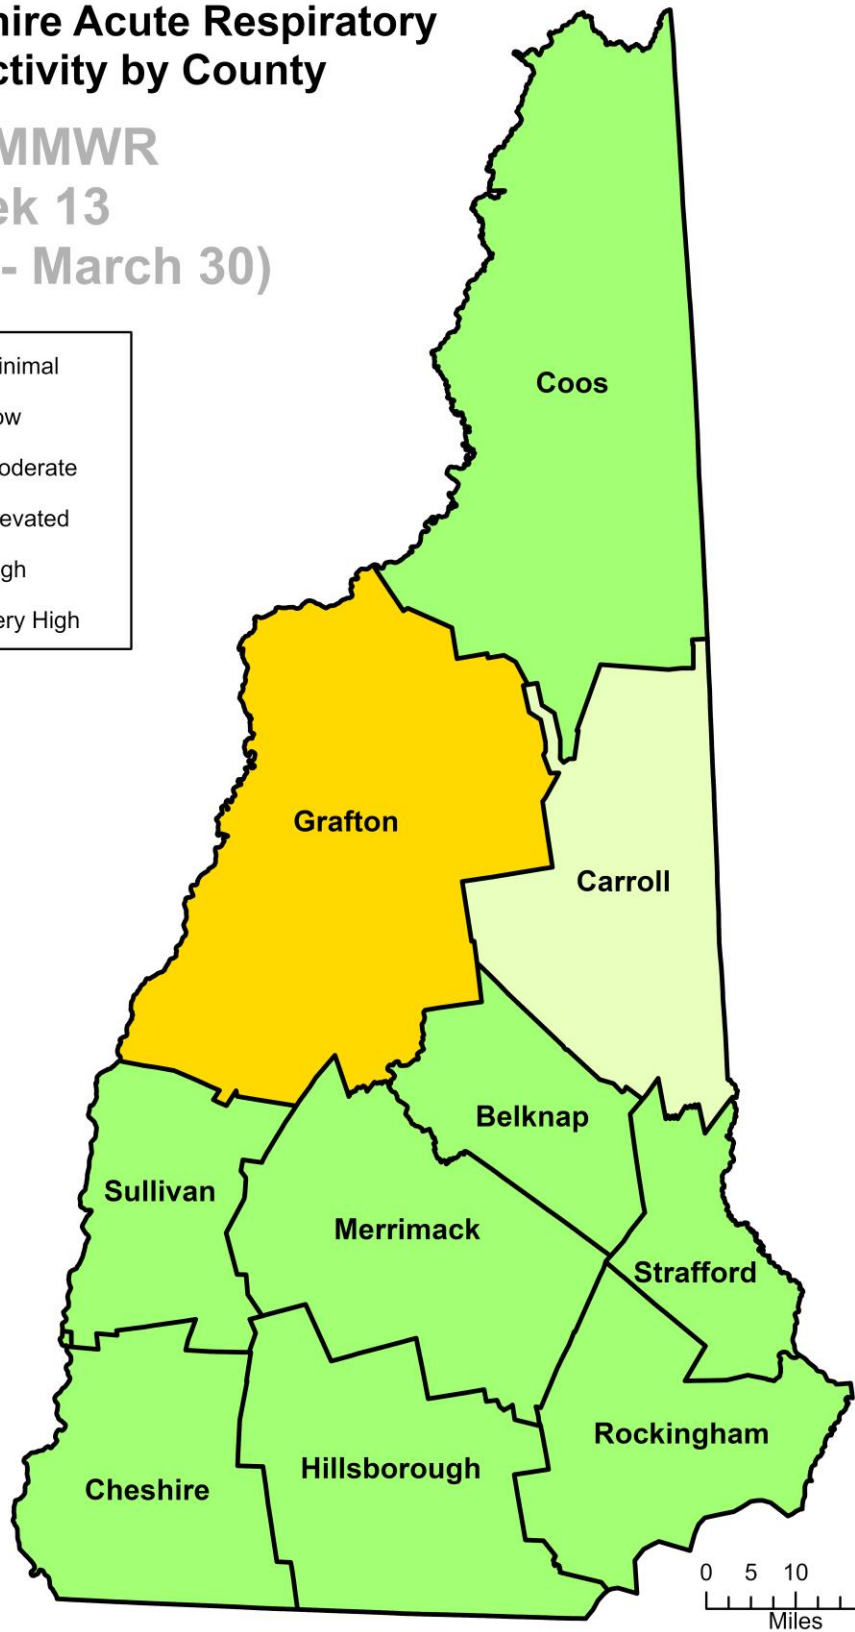 hire Acute Respiratory
ctivity by County
MMWR
ek 13
- March 30)
inimal
ow
oderate
evated
gh
ery High
Coos
Grafton
Carroll
Belknap
Sullivan
Merrimack
Strafford
Rockingham
Hillsborough
Cheshire
0 5 10
Miles